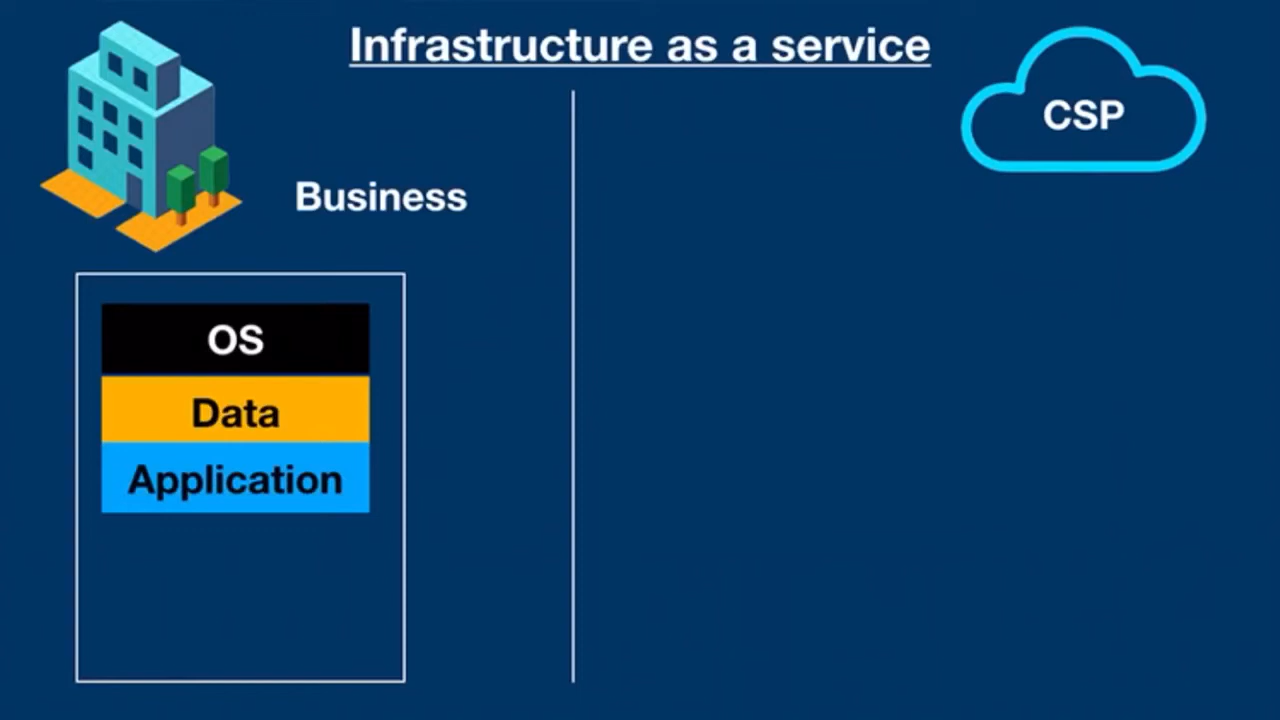 Infrastructure as a service
CSP
Business
OS
Data
Application